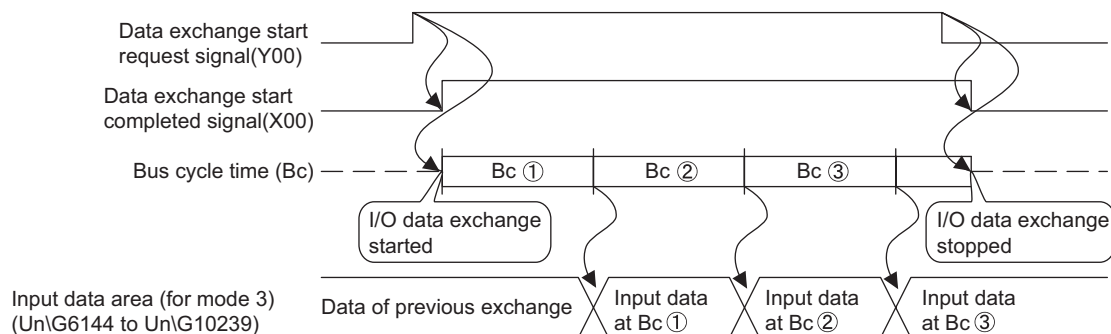 Data exchange start
request signal(Y00)
Data exchange start
completed signal(X00)
Bus cycle time (Bc)
Bc ①
Bc ②
Bc ③
I/O data exchange
started
I/O data exchange
stopped
Input data area (for mode 3)
(Un\G6144 to Un\G10239)
Data of previous exchange
Input data
at Bc ①
Input data
at Bc ②
Input data
at Bc ③